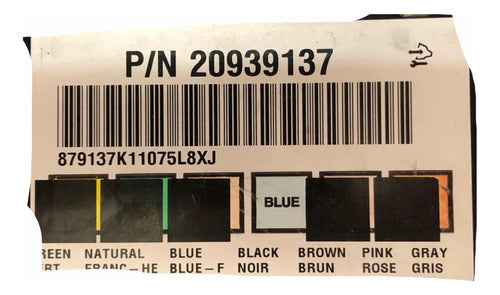 P/N 20939137
879137K11075L8XJ
BLUE
REEN NATURAL BLUE BLACK BROWN PINK GRAY
ERT FRANC-HE BLUE-F NOIR BRUN ROSE GRIS